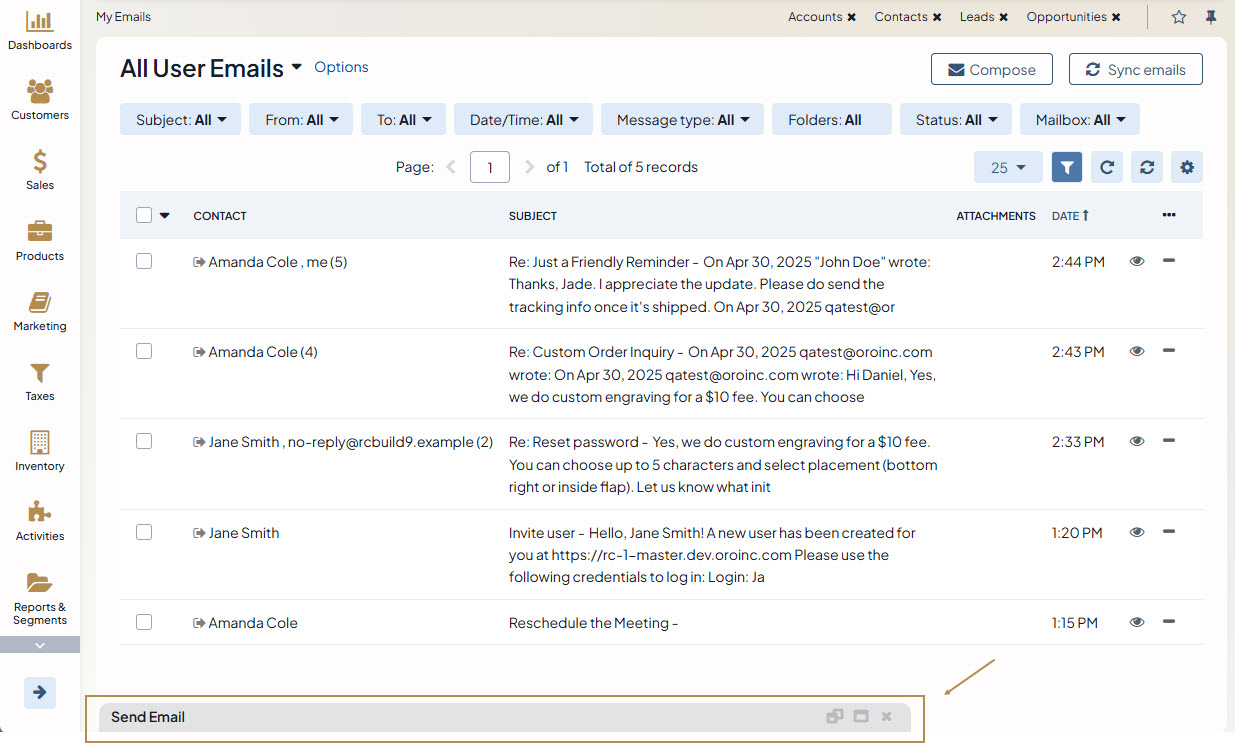 My Emails
Accounts ✖ Contacts ✖ Leads ✖ Opportunities ✖
Dashboards
Customers
Sales
Products
Marketing
Taxes
Inventory
Activities
Reports &
Segments
All User Emails Options
Compose
Sync emails
Subject: All From: All To: All Date/Time: All Message type: All Folders: All Status: All Mailbox: All
Page: 1 of 1 Total of 5 records
25
CONTACT SUBJECT ATTACHMENTS DATE
Amanda Cole , me (5)
Re: Just a Friendly Reminder - On Apr 30, 2025 "John Doe" wrote:
Thanks, Jade. I appreciate the update. Please do send the
tracking info once it's shipped. On Apr 30, 2025 qatest@or
2:44 PM
Amanda Cole (4)
Re: Custom Order Inquiry - On Apr 30, 2025 qatest@oroinc.com
wrote: On Apr 30, 2025 qatest@oroinc.com wrote: Hi Daniel, Yes,
we do custom engraving for a $10 fee. You can choose
2:43 PM
Jane Smith , no-reply@rcbuild9.example (2)
Re: Reset password - Yes, we do custom engraving for a $10 fee.
You can choose up to 5 characters and select placement (bottom
right or inside flap). Let us know what init
2:33 PM
Jane Smith
Invite user - Hello, Jane Smith! A new user has been created for
you at https://rc-1-master.dev.oroinc.com Please use the
following credentials to log in: Login: Ja
1:20 PM
Amanda Cole
Reschedule the Meeting -
1:15 PM
Send Email